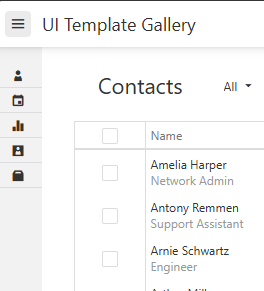 UI Template Gallery
Contacts
All
Name
Amelia Harper
Network Admin
Antony Remmen
Support Assistant
Arnie Schwartz
Engineer